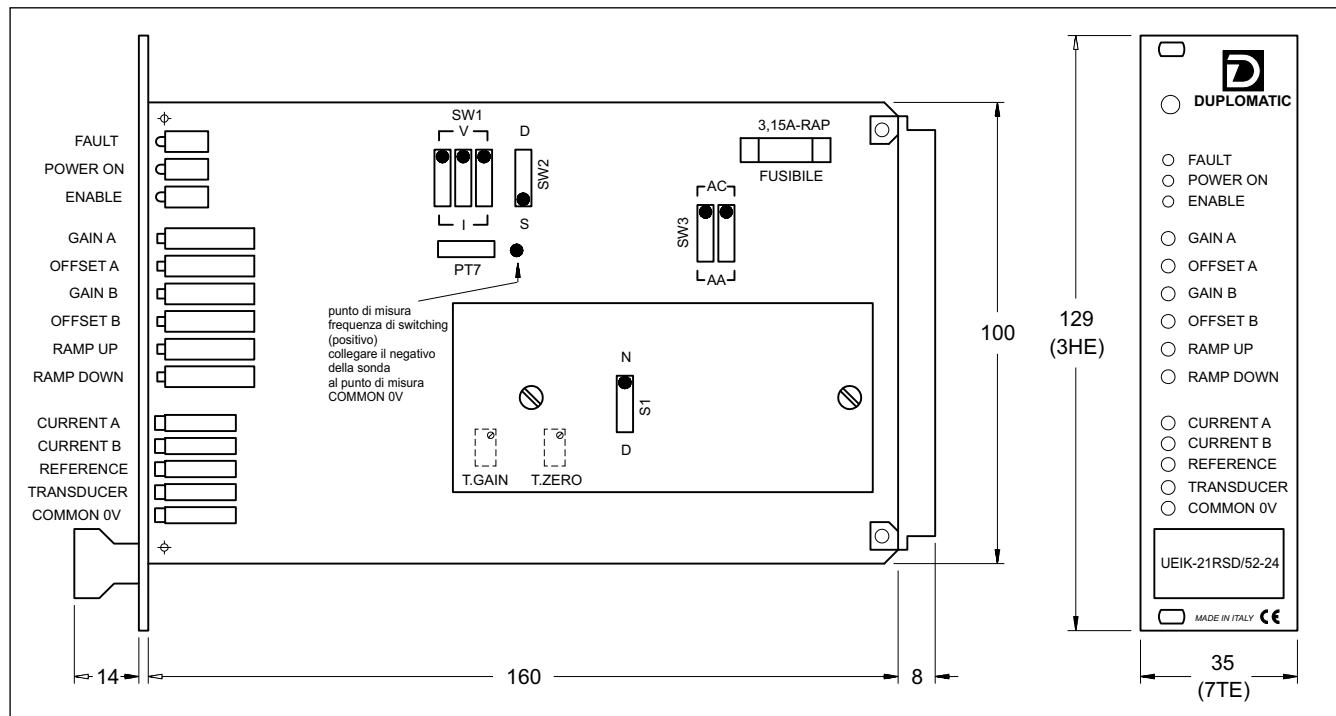 FAULT
POWER ON
ENABLE
GAIN A
OFFSET A
GAIN B
OFFSET B
RAMP UP
RAMP DOWN
CURRENT A
CURRENT B
REFERENCE
TRANSDUCER
COMMON 0V
SW1
V
I
D
SW2
S
PT7
punto di misura
frequenza di switching
(positivo)
collegare il negativo
della sonda
al punto di misura
COMMON 0V
3,15A-RAP
FUSIBILE
AC
SW3
AA
N
S1
D
T.GAIN
T.ZERO
14
160
8
100
129
(3HE)
D
DUPLOMATIC
FAULT
POWER ON
ENABLE
GAIN A
OFFSET A
GAIN B
OFFSET B
RAMP UP
RAMP DOWN
CURRENT A
CURRENT B
REFERENCE
TRANSDUCER
COMMON 0V
UEIK-21RSD/52-24
MADE IN ITALY CE
35
(7TE)